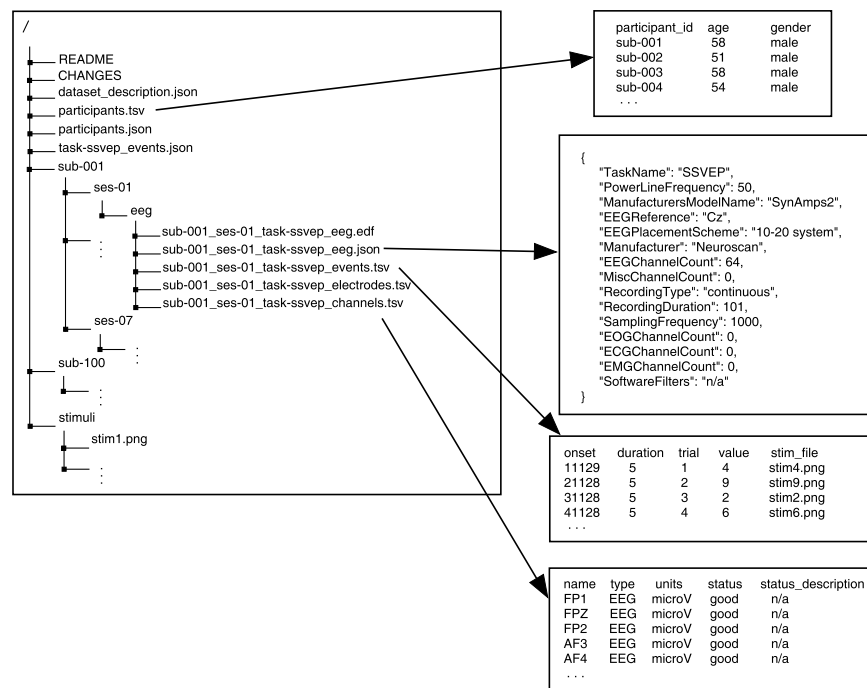 /
README
CHANGES
dataset_description.json
participants.tsv
participants.json
task-ssvep_events.json
sub-001
ses-01
eeg
sub-001_ses-01_task-ssvep_eeg.edf
sub-001_ses-01_task-ssvep_eeg.json
sub-001_ses-01_task-ssvep_events.tsv
sub-001_ses-01_task-ssvep_electrodes.tsv
sub-001_ses-01_task-ssvep_channels.tsv
ses-07
sub-100
stimuli
stim1.png
participant_id age gender
sub-001 58 male
sub-002 51 male
sub-003 58 male
sub-004 54 male
. . .
{
"TaskName": "SSVEP",
"PowerLineFrequency": 50,
"ManufacturersModelName": "SynAmps2",
"EEGReference": "Cz",
"EEGPlacementScheme": "10-20 system",
"Manufacturer": "Neuroscan",
"EEGChannelCount": 64,
"MiscChannelCount": 0,
"RecordingType": "continuous",
"RecordingDuration": 101,
"SamplingFrequency": 1000,
"EOGChannelCount": 0,
"ECGChannelCount": 0,
"EMGChannelCount": 0,
"SoftwareFilters": "n/a"
}
onset duration trial value stim_file
11129 5 1 4 stim4.png
21128 5 2 9 stim9.png
31128 5 3 2 stim2.png
41128 5 4 6 stim6.png
. . .
name type units status status_description
FP1 EEG microV good n/a
FPZ EEG microV good n/a
FP2 EEG microV good n/a
AF3 EEG microV good n/a
AF4 EEG microV good n/a
. . .